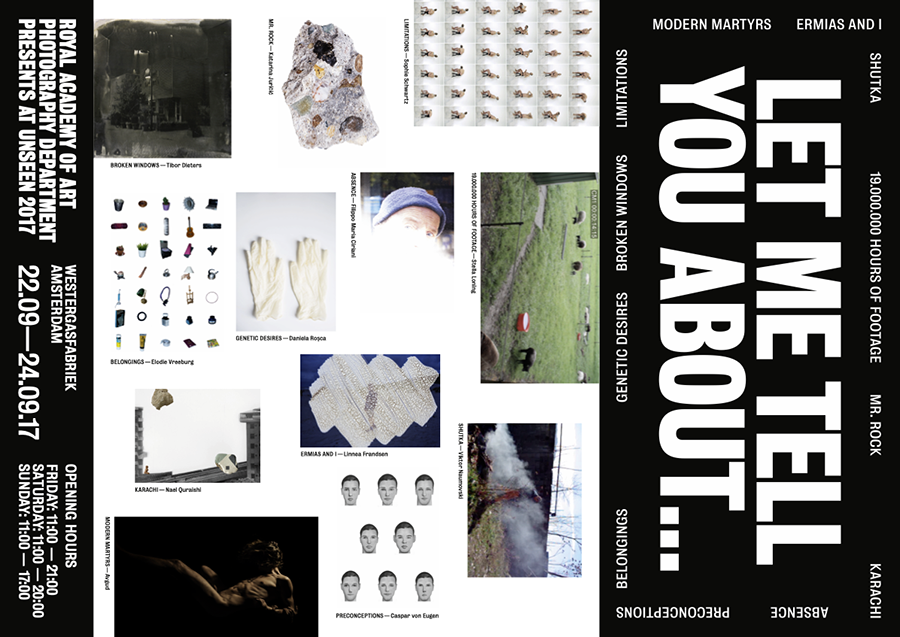 ROYAL ACADEMY OF ART
PHOTOGRAPHY DEPARTMENT
PRESENTS AT UNSEEN 2017
WESTERGASFABRIEK
AMSTERDAM
22.09—24.09.17
OPENING HOURS
FRIDAY: 11:00 — 21:00
SATURDAY: 11:00 — 20:00
SUNDAY: 11:00 — 17:00
BROKEN WINDOWS — Tibor Dieters
MR. ROCK — Katarina Juričić
LIMITATIONS — Sophie Schwartz
BELONGINGS — Elodie Vreeburg
GENETIC DESIRES — Daniela Roșca
ABSENCE — Filippo Maria Ciriani
19.000.000 HOURS OF FOOTAGE — Stella Loning
KARACHI — Nael Quraishi
ERMIAS AND I — Linnea Frandsen
SHUTKA — Viktor Naumovski
MODERN MARTYRS — Avgud
PRECONCEPTIONS — Caspar von Eugen
LET ME TELL
YOU ABOUT...
MODERN MARTYRS
ERMIAS AND I
SHUTKA
19.000.000 HOURS OF FOOTAGE
MR. ROCK
KARACHI
ABSENCE
PRECONCEPTIONS
BELONGINGS
GENETIC DESIRES
BROKEN WINDOWS
LIMITATIONS